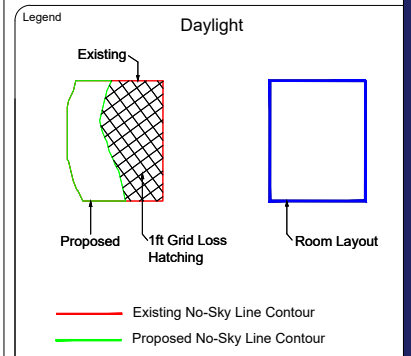 Legend
Daylight
Existing
Proposed
1ft Grid Loss
Hatching
Room Layout
Existing No-Sky Line Contour
Proposed No-Sky Line Contour